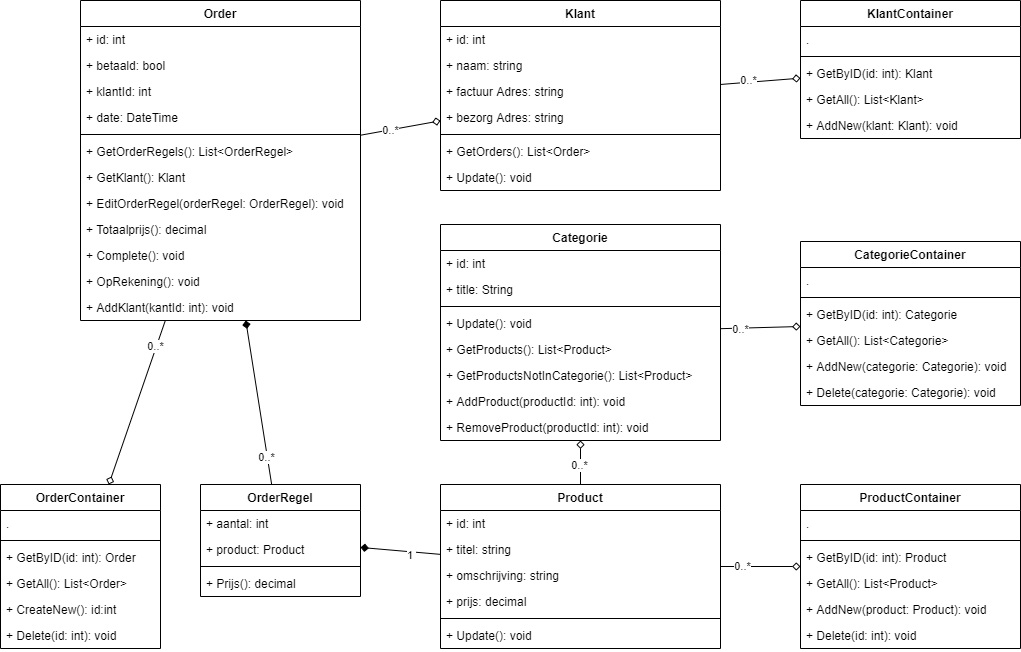 Order
+ id: int
+ betaald: bool
+ klantId: int
+ date: DateTime
+ GetOrderRegels(): List<OrderRegel>
+ GetKlant(): Klant
+ EditOrderRegel(orderRegel: OrderRegel): void
+ Totaalprijs(): decimal
+ Complete(): void
+ OpRekening(): void
+ AddKlant(kantId: int): void
0..*
Klant
+ id: int
+ naam: string
+ factuur Adres: string
+ bezorg Adres: string
+ GetOrders(): List<Order>
+ Update(): void
0..*
KlantContainer
.
+ GetByID(id: int): Klant
+ GetAll(): List<Klant>
+ AddNew(klant: Klant): void
Categorie
+ id: int
+ title: String
+ Update(): void
+ GetProducts(): List<Product>
+ GetProductsNotInCategorie(): List<Product>
+ AddProduct(productId: int): void
+ RemoveProduct(productId: int): void
0..*
CategorieContainer
.
+ GetByID(id: int): Categorie
+ GetAll(): List<Categorie>
+ AddNew(categorie: Categorie): void
+ Delete(categorie: Categorie): void
0..*
0..*
0..*
OrderContainer
.
+ GetByID(id: int): Order
+ GetAll(): List<Order>
+ CreateNew(): id:int
+ Delete(id: int): void
OrderRegel
+ aantal: int
+ product: Product
+ Prijs(): decimal
1
Product
+ id: int
+ titel: string
+ omschrijving: string
+ prijs: decimal
+ Update(): void
0..*
ProductContainer
.
+ GetByID(id: int): Product
+ GetAll(): List<Product>
+ AddNew(product: Product): void
+ Delete(id: int): void